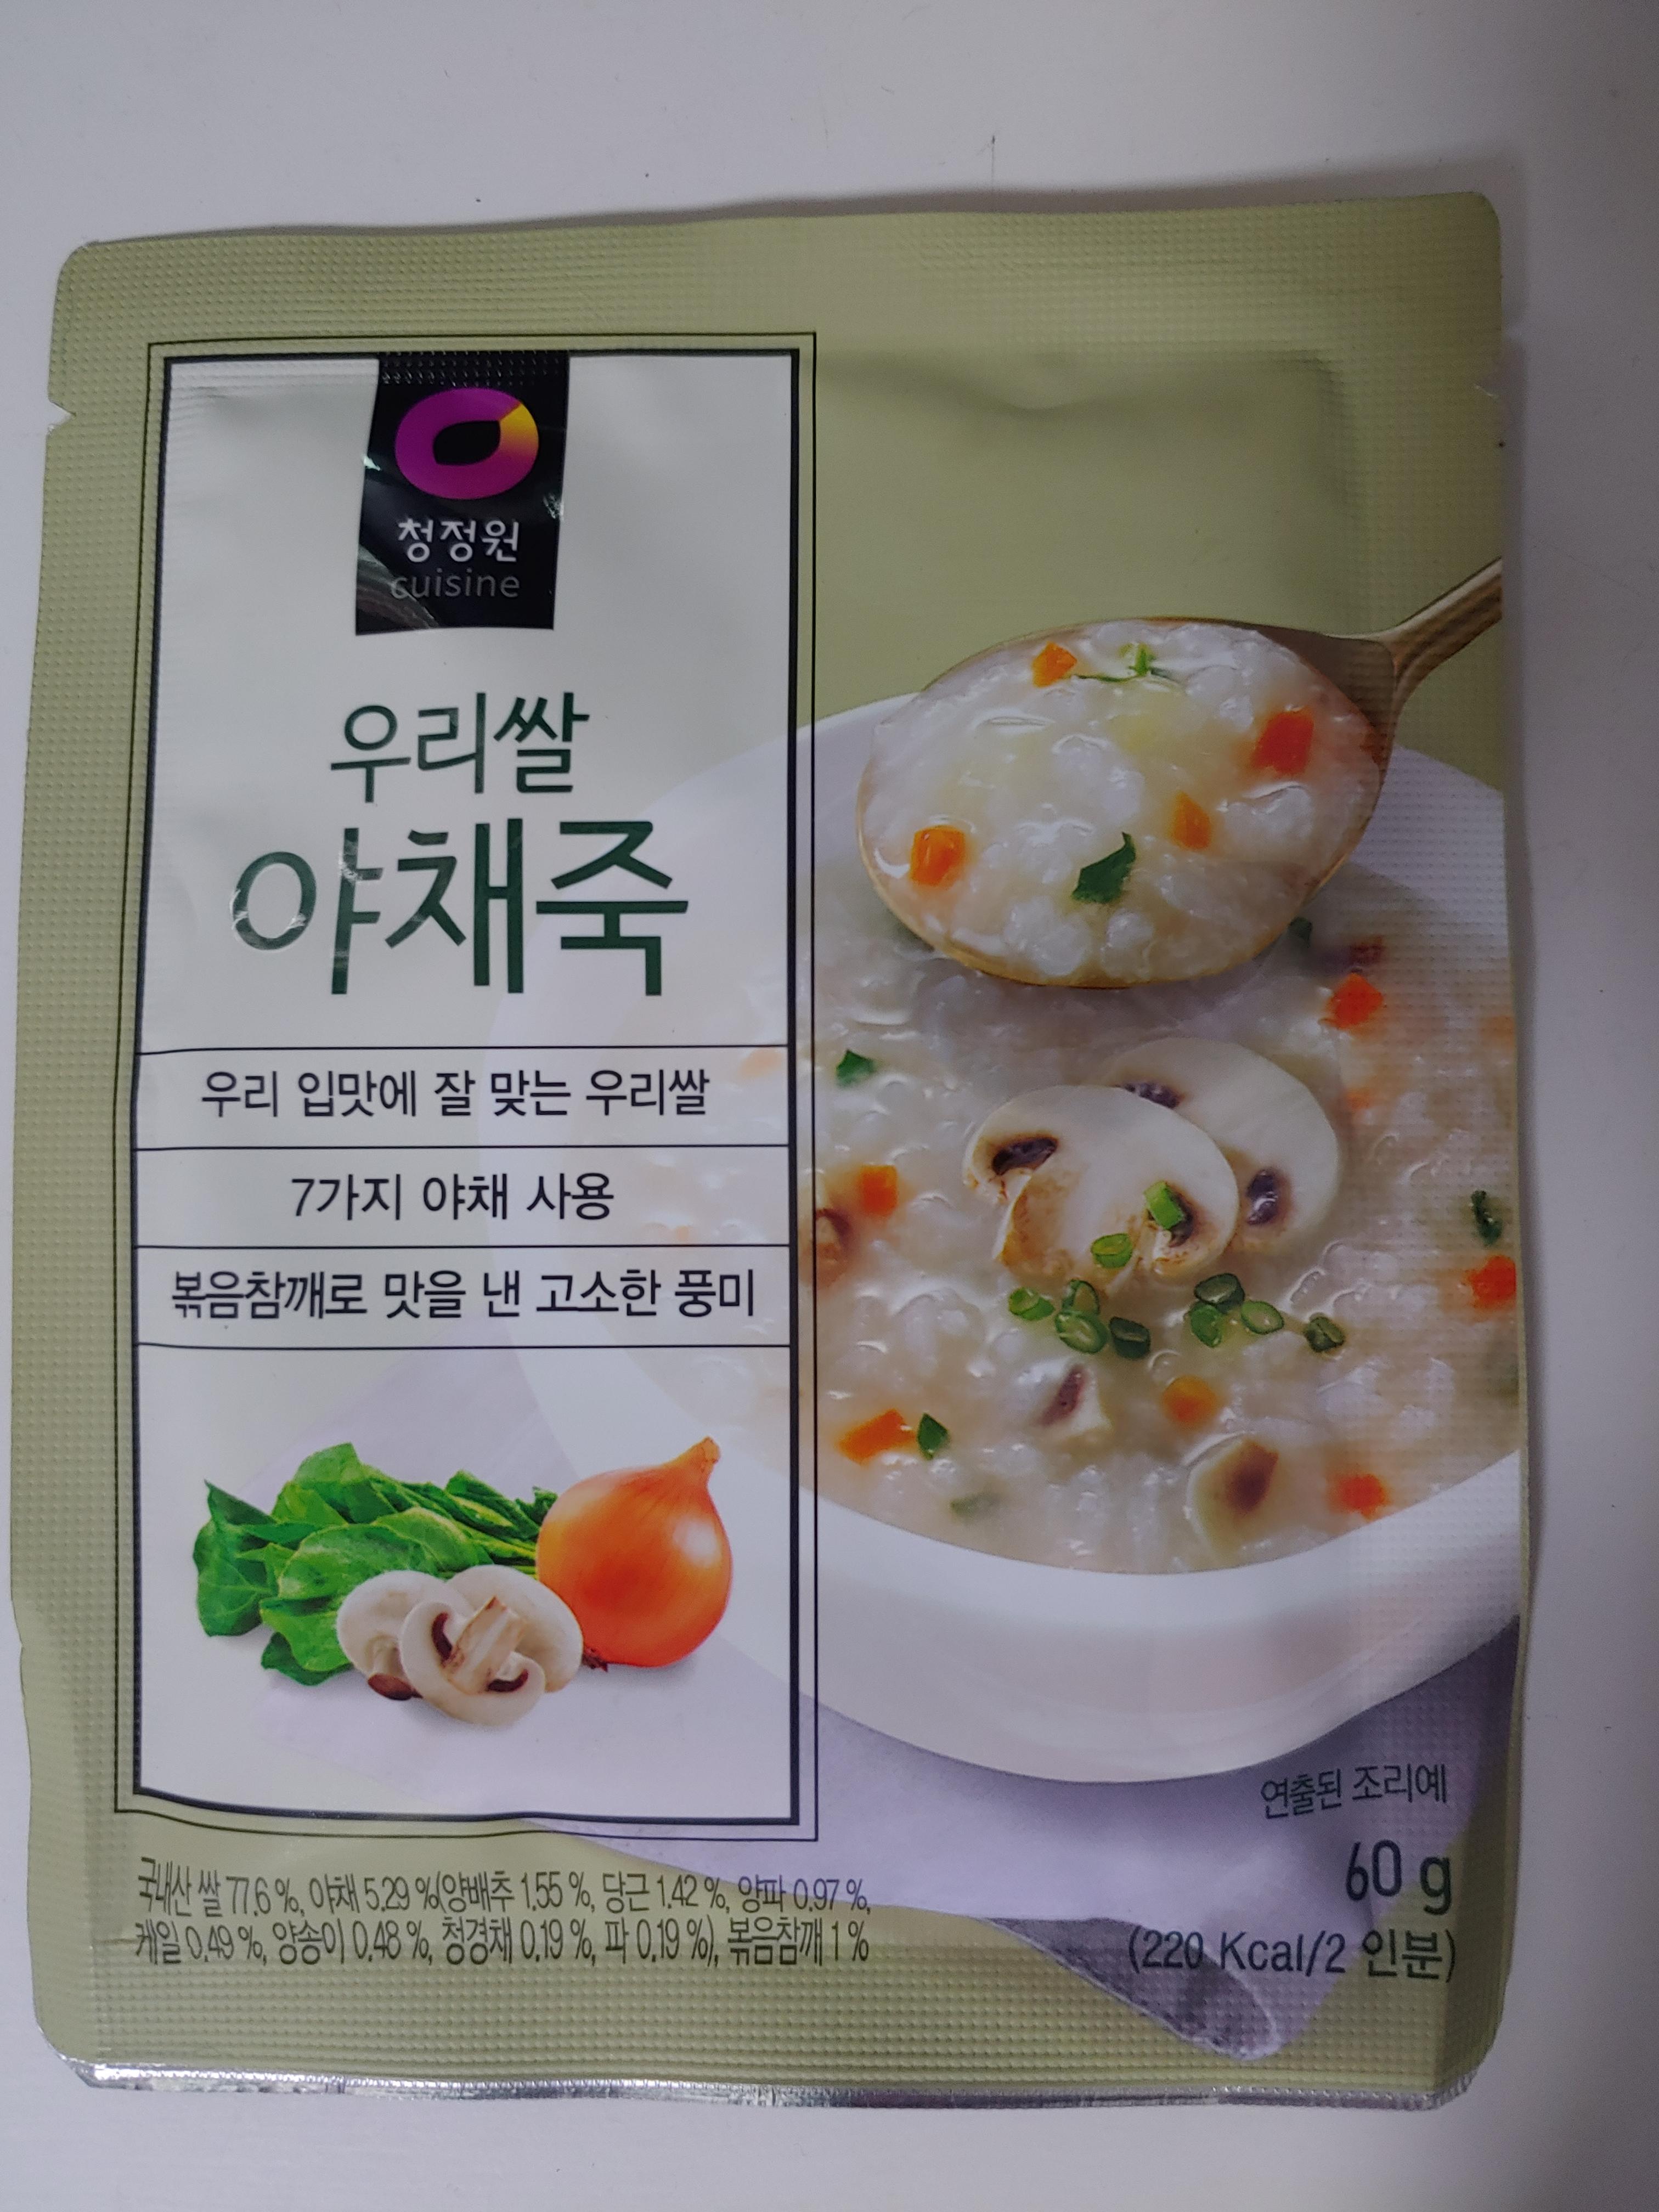 청정원
cuisine
우리쌀
야채죽
우리 입맛에 잘 맞는 우리쌀
7가지 야채 사용
볶음참깨로 맛을 낸 고소한 풍미
연출된 조리예
60 g
(220 Kcal/2 인분)
국내산 쌀 77.6 %, 야채 5.29 %(양배추 1.55 %, 당근 1.42 %, 양파 0.97 %,
케일 0.49 %, 양송이 0.48 %, 청경채 0.19 %, 파 0.19 %), 볶음참깨 1 %